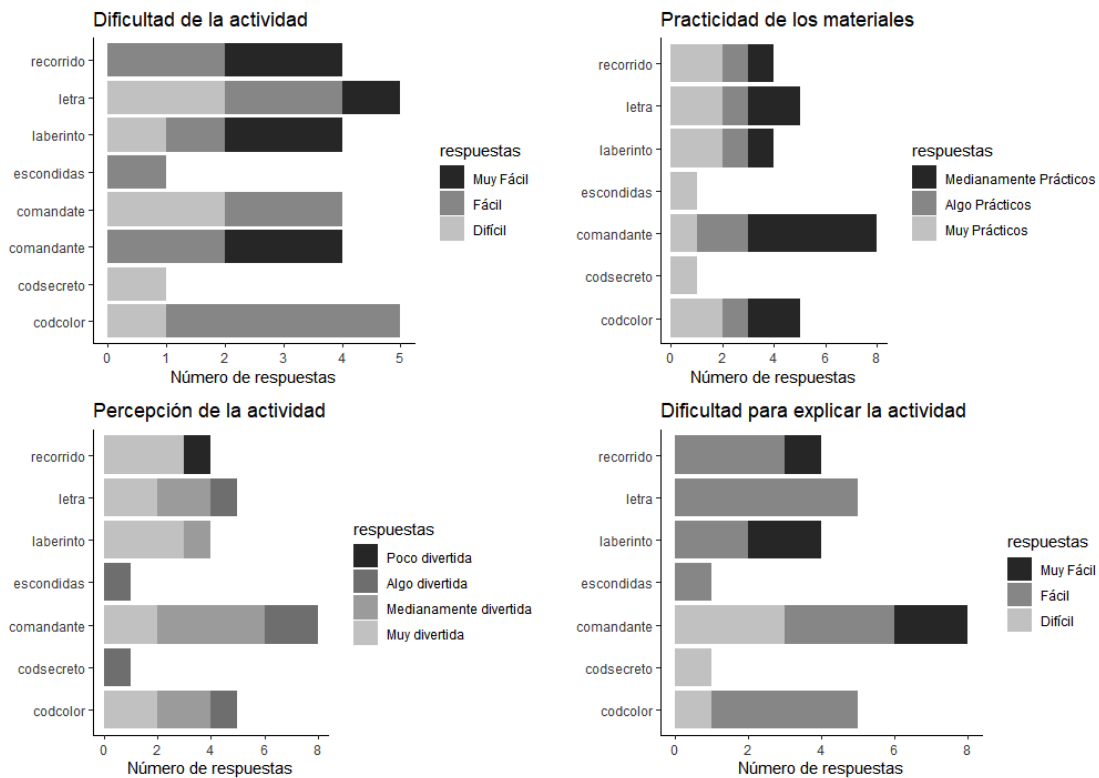 Dificultad de la actividad
recorrido
letra
laberinto
escondidas
comandate
comandante
codsecreto
codcolor
0 1 2 3 4 5
Número de respuestas
respuestas
Muy Fácil
Fácil
Difícil
Practicidad de los materiales
recorrido
letra
laberinto
escondidas
comandante
codsecreto
codcolor
0 2 4 6 8
Número de respuestas
respuestas
Medianamente Prácticos
Algo Prácticos
Muy Prácticos
Percepción de la actividad
recorrido
letra
laberinto
escondidas
comandante
codsecreto
codcolor
0 2 4 6 8
Número de respuestas
respuestas
Poco divertida
Algo divertida
Medianamente divertida
Muy divertida
Dificultad para explicar la actividad
recorrido
letra
laberinto
escondidas
comandante
codsecreto
codcolor
0 2 4 6 8
Número de respuestas
respuestas
Muy Fácil
Fácil
Difícil